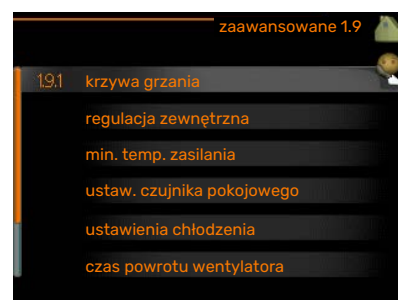 zaawansowane 1.9
1.9.1 krzywa grzania
regulacja zewnętrzna
min. temp. zasilania
ustaw. czujnika pokojowego
ustawienia chłodzenia
czas powrotu wentylatora